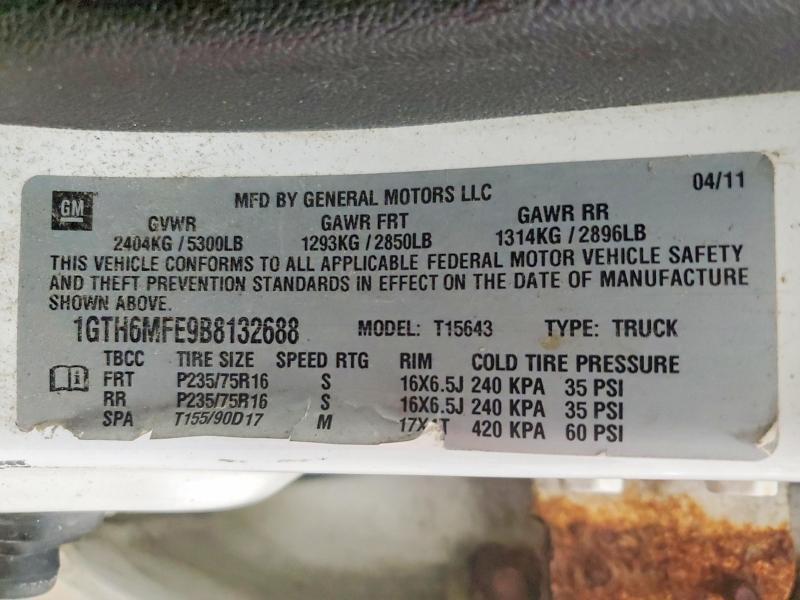 GM
MFD BY GENERAL MOTORS LLC 04/11
GVWR GAWR FRT GAWR RR
2404KG / 5300LB 1293KG / 2850LB 1314KG / 2896LB
THIS VEHICLE CONFORMS TO ALL APPLICABLE FEDERAL MOTOR VEHICLE SAFETY
AND THEFT PREVENTION STANDARDS IN EFFECT ON THE DATE OF MANUFACTURE
SHOWN ABOVE.
1GTH6MFE9B8132688 MODEL: T15643 TYPE: TRUCK
TBCC TIRE SIZE SPEED RTG RIM COLD TIRE PRESSURE
FRT P235/75R16 S 16X6.5J 240 KPA 35 PSI
RR P235/75R16 S 16X6.5J 240 KPA 35 PSI
SPA T155/90D17 M 17X4T 420 KPA 60 PSI